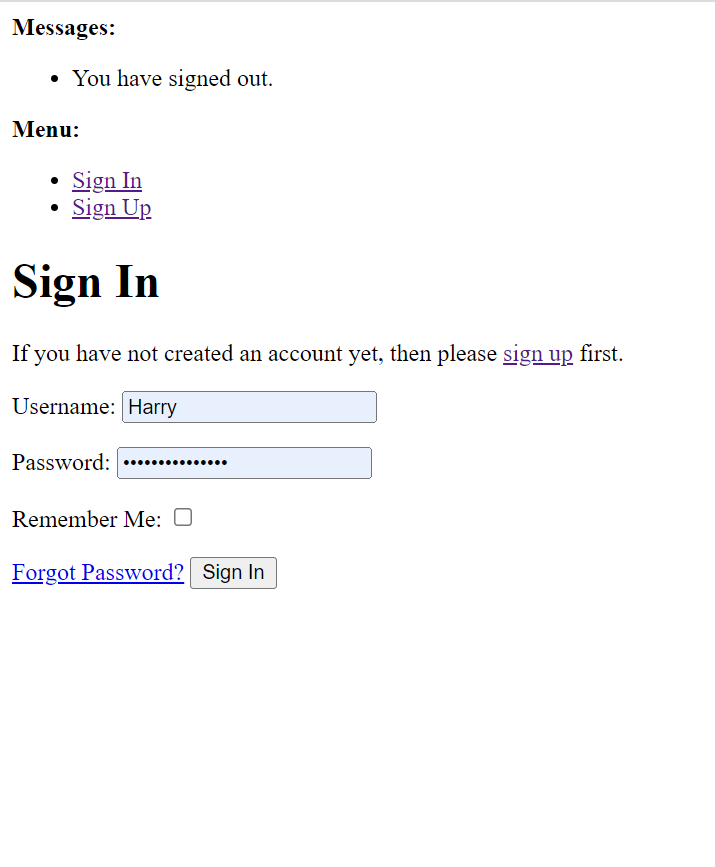 Messages:
• You have signed out.
Menu:
• Sign In
• Sign Up
Sign In
If you have not created an account yet, then please sign up first.
Username: Harry
Password: •••••••••••••••
Remember Me:
Forgot Password? Sign In